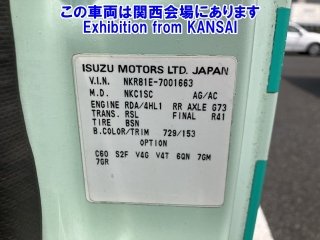 この車両は関西会場にあります
Exhibition from KANSAI
ISUZU MOTORS LTD. JAPAN
V.I.N. NKR81E-7001663
M.D. NKC1SC AG/AC
ENGINE RDA/4HL1 RR AXLE G73
TRANS. RSL FINAL R41
TIRE BSN
B.COLOR/TRIM 729/153
OPTION
C60 S2F V4G V4T 6QN 7GM
7GR